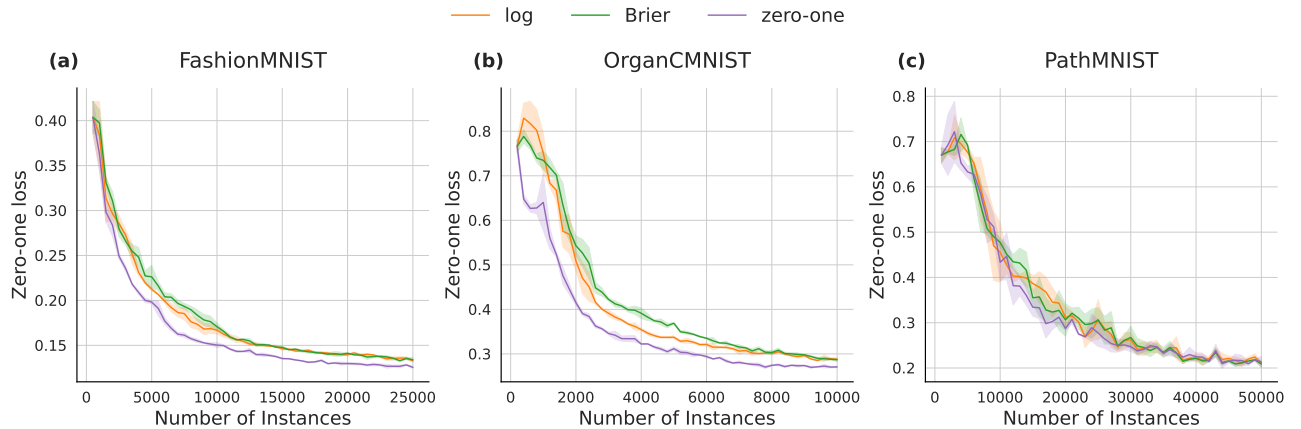 log Brier zero-one
(a) FashionMNIST
Zero-one loss
0.40
0.35
0.30
0.25
0.20
0.15
0 5000 10000 15000 20000 25000
Number of Instances
(b) OrganCMNIST
Zero-one loss
0.8
0.7
0.6
0.5
0.4
0.3
0 2000 4000 6000 8000 10000
Number of Instances
(c) PathMNIST
Zero-one loss
0.8
0.7
0.6
0.5
0.4
0.3
0.2
0 10000 20000 30000 40000 50000
Number of Instances